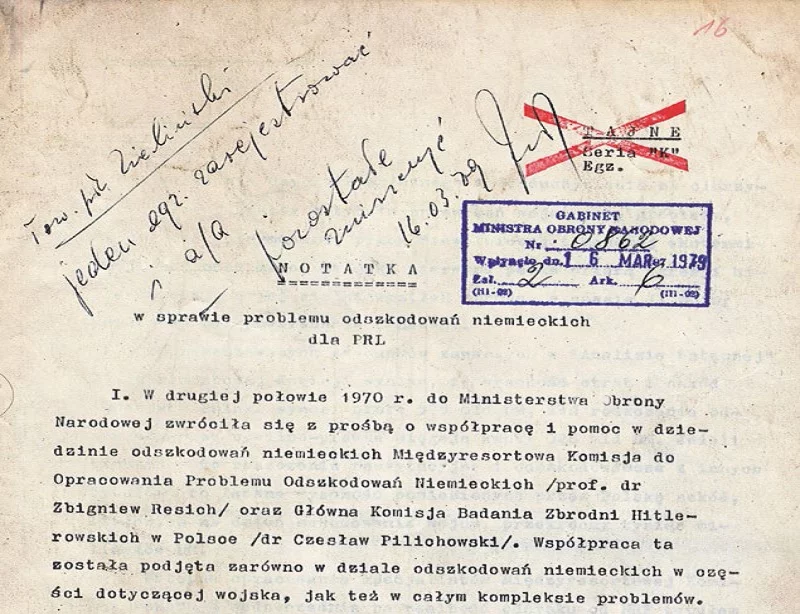 16
Tow. płk Zieliński
jeden egz. zarejestrować
i a/a
pozostałe
zniszczyć
16.03.79
T A J N E
Seria "K"
Egz.
GABINET
MINISTRA OBRONY NARODOWEJ
Nr. 0862
Wpłynęło dn. 16 MAR 1979
Zał. 2 Ark. 6
(III-02) (III-02)
N O T A T K A
=============
w sprawie problemu odszkodowań niemieckich
dla PRL
I. W drugiej połowie 1970 r. do Ministerstwa Obrony
Narodowej zwróciła się z prośbą o współpracę i pomoc w dzie-
dzinie odszkodowań niemieckich Międzyresortowa Komisja do
Opracowania Problemu Odszkodowań Niemieckich /prof. dr
Zbigniew Resich/ oraz Główna Komisja Badania Zbrodni Hitle-
rowskich w Polsce /dr Czesław Pilichowski/. Współpraca ta
została podjęta zarówno w dziale odszkodowań niemieckich w czę-
ści dotyczącej wojska, jak też w całym kompleksie problemów.